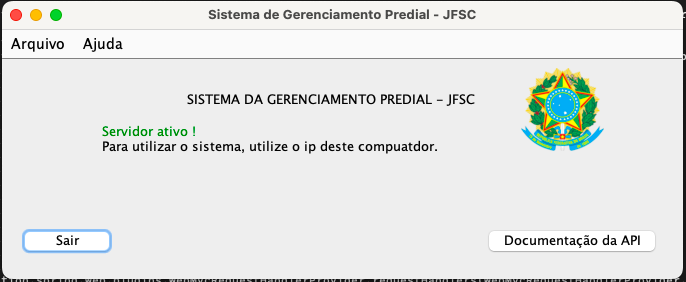 Sistema de Gerenciamento Predial - JFSC
Arquivo Ajuda
SISTEMA DA GERENCIAMENTO PREDIAL - JFSC
Servidor ativo !
Para utilizar o sistema, utilize o ip deste compuatdor.
Sair Documentação da API